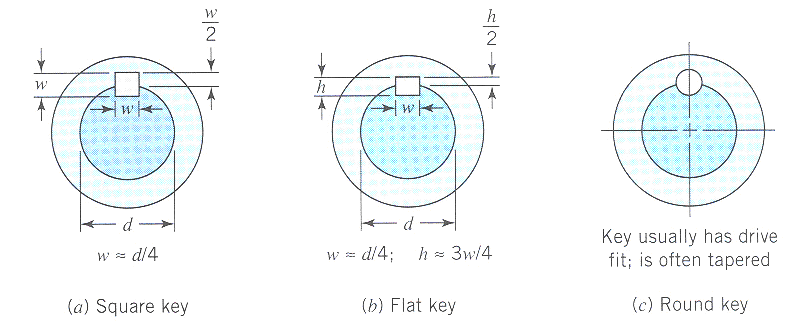 w
2
w
w
d
w ≈ d/4
(a) Square key
h
2
h
w
d
w ≈ d/4; h ≈ 3w/4
(b) Flat key
Key usually has drive
fit; is often tapered
(c) Round key